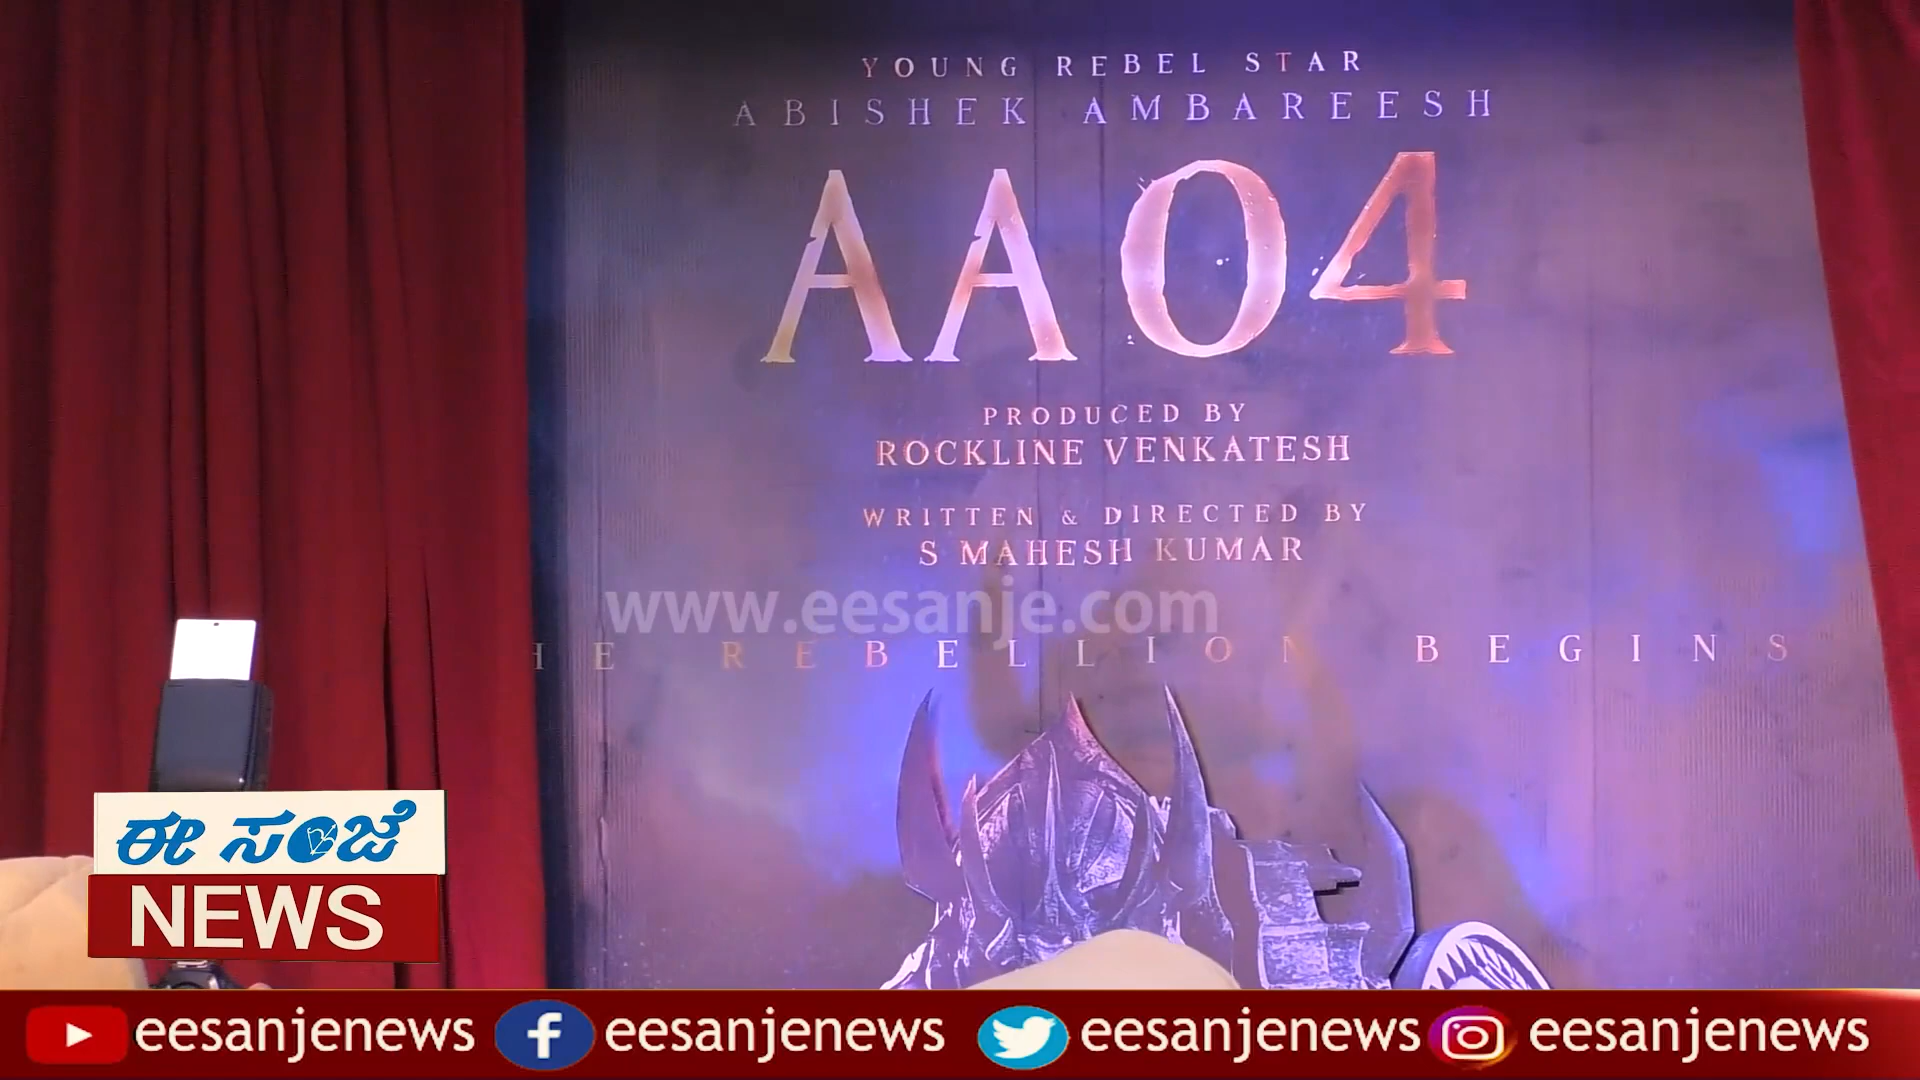 YOUNG REBEL STAR
ABISHEK AMBAREESH
AA04
PRODUCED BY
ROCKLINE VENKATESH
WRITTEN & DIRECTED BY
S MAHESH KUMAR
www.eesanje.com
HE REBELLION BEGINS
ಈ ಸಂಜೆ
NEWS
eesanjenews eesanjenews eesanjenews eesanjenews